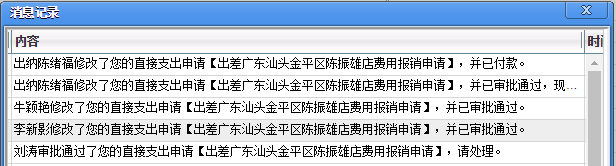 消息记录
内容
时间
出纳陈绪福修改了您的直接支出申请【出差广东汕头金平区陈振雄店费用报销申请】，并已付款。
出纳陈绪福修改了您的直接支出申请【出差广东汕头金平区陈振雄店费用报销申请】，并已审批通过，现...
牛颖艳修改了您的直接支出申请【出差广东汕头金平区陈振雄店费用报销申请】，并已审批通过。
李新影修改了您的直接支出申请【出差广东汕头金平区陈振雄店费用报销申请】，并已审批通过。
刘涛审批通过了您的直接支出申请【出差广东汕头金平区陈振雄店费用报销申请】，请处理。